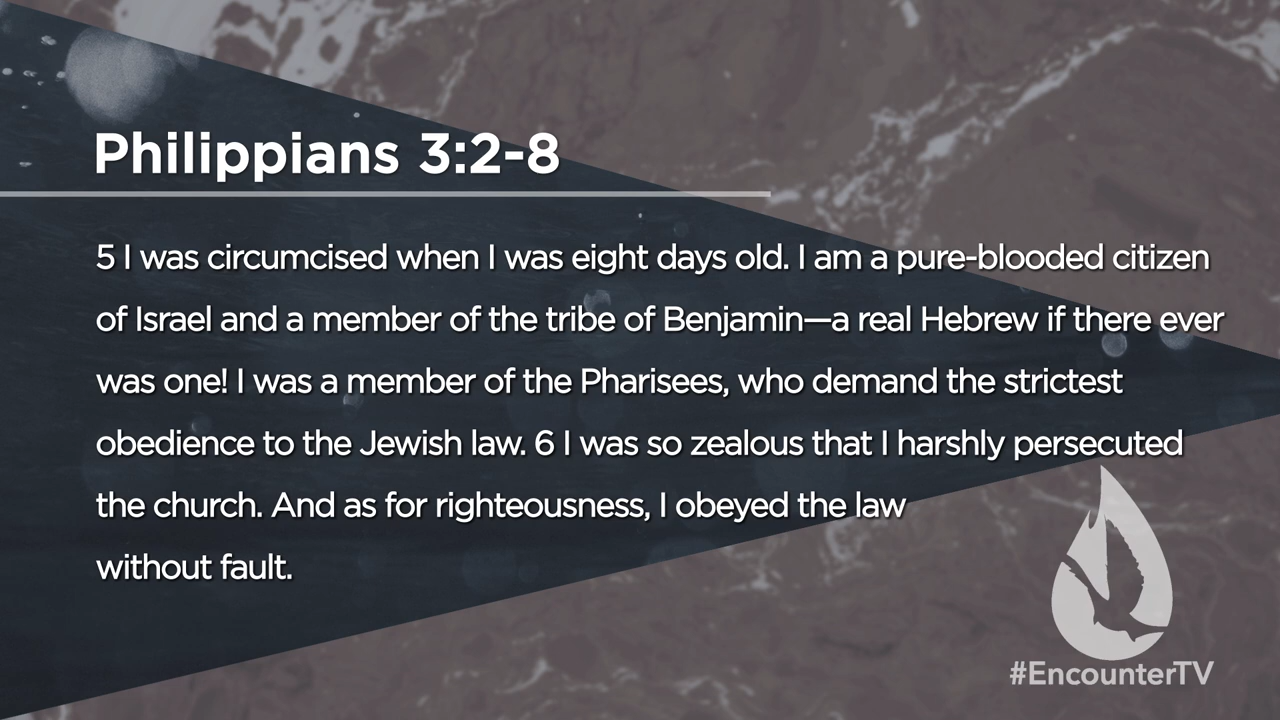 Philippians 3:2-8
5 I was circumcised when I was eight days old. I am a pure-blooded citizen
of Israel and a member of the tribe of Benjamin—a real Hebrew if there ever
was one! I was a member of the Pharisees, who demand the strictest
obedience to the Jewish law. 6 I was so zealous that I harshly persecuted
the church. And as for righteousness, I obeyed the law
without fault.
#EncounterTV